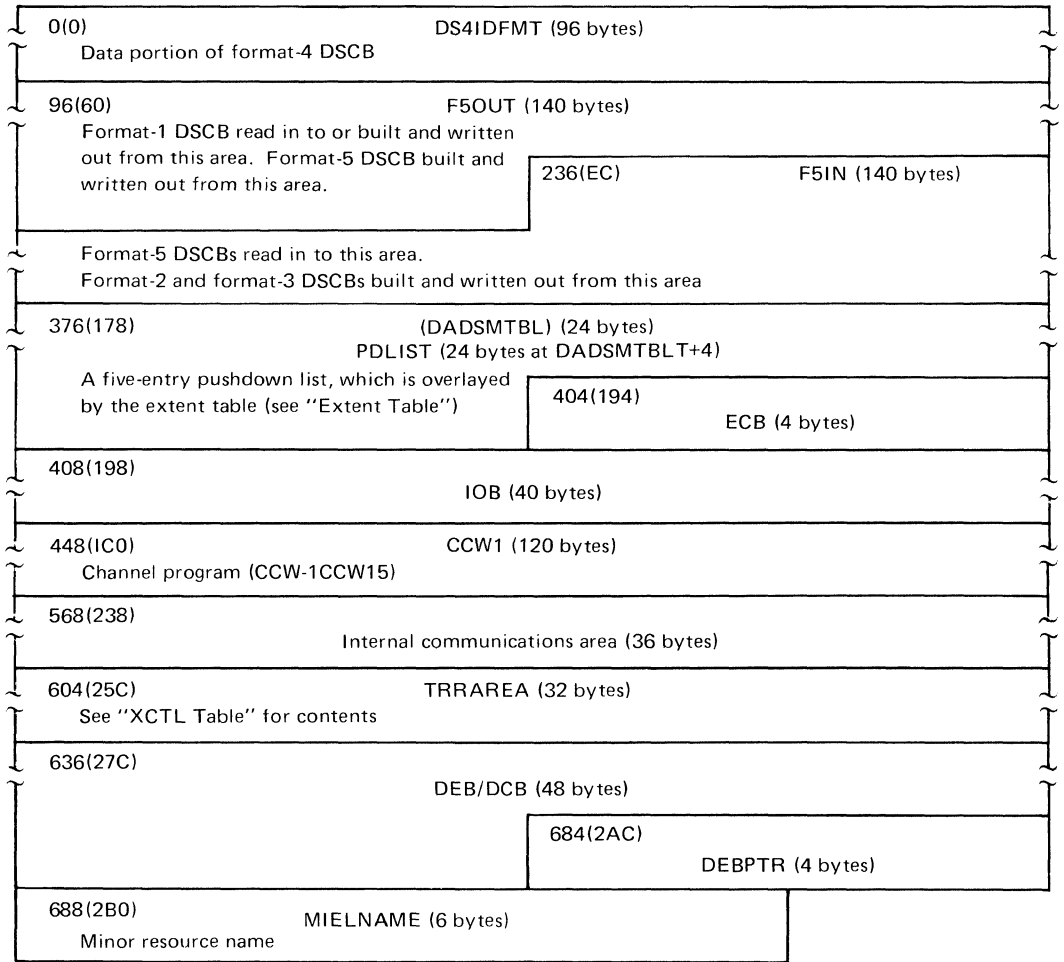 0(0) DS4IDFMT (96 bytes)
Data portion of format-4 DSCB
96(60) F5OUT (140 bytes)
Format-1 DSCB read in to or built and written
out from this area. Format-5 DSCB built and
written out from this area.
236(EC) F5IN (140 bytes)
Format-5 DSCBs read in to this area.
Format-2 and format-3 DSCBs built and written out from this area
376(178) (DADSMTBL) (24 bytes)
PDLIST (24 bytes at DADSMTBLT+4)
A five-entry pushdown list, which is overlayed
by the extent table (see "Extent Table")
404(194)
ECB (4 bytes)
408(198)
IOB (40 bytes)
448(IC0) CCW1 (120 bytes)
Channel program (CCW-1CCW15)
568(238)
Internal communications area (36 bytes)
604(25C) TRRAREA (32 bytes)
See "XCTL Table" for contents
636(27C)
DEB/DCB (48 bytes)
684(2AC)
DEBPTR (4 bytes)
688(2B0) MIELNAME (6 bytes)
Minor resource name